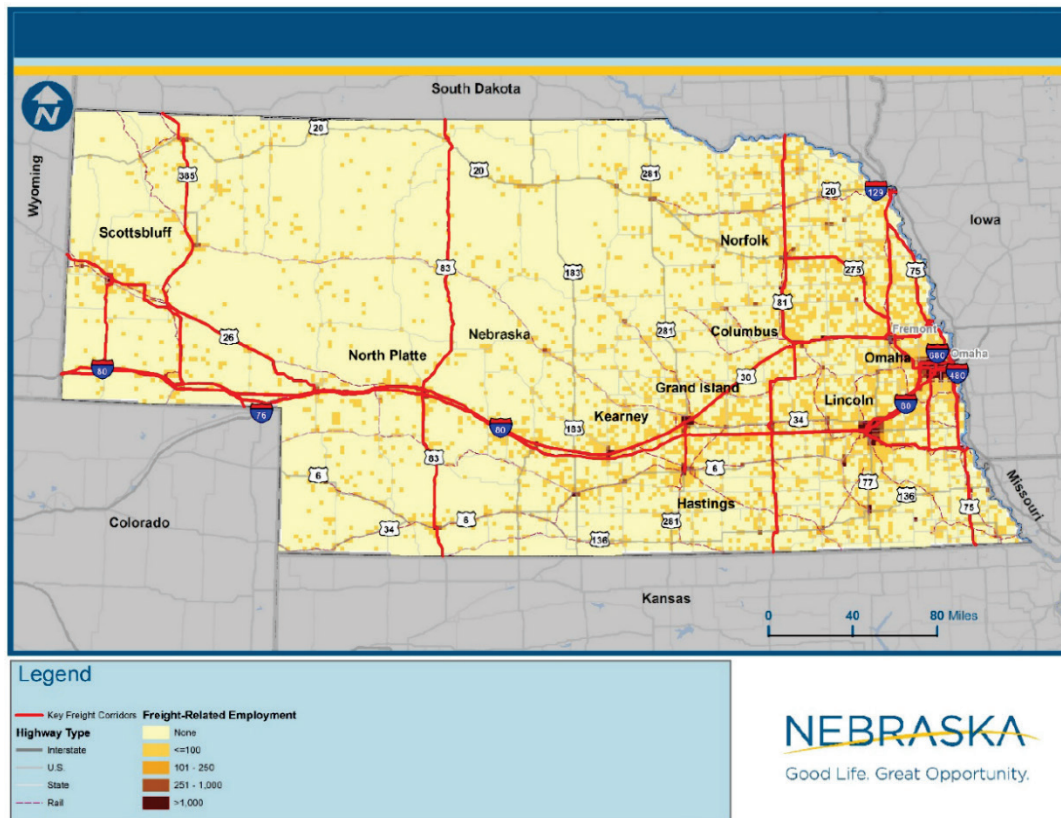 South Dakota
N
20
385
20
281
Wyoming
20
129
Iowa
Scottsbluff
Norfolk
83
183
275
75
81
26
281
Columbus
Nebraska
Fremont
North Platte
Omaha
680
Omaha
80
30
480
Grand Island
76
Lincoln
80
Kearney
34
80
183
83
6
6
77
136
Hastings
Missouri
Colorado
34
6
281
75
136
Kansas
0 40 80 Miles
Legend
Key Freight Corridors
Highway Type
Interstate
U.S.
State
Rail
Freight-Related Employment
None
<=100
101 - 250
251 - 1,000
>1,000
NEBRASKA
Good Life. Great Opportunity.